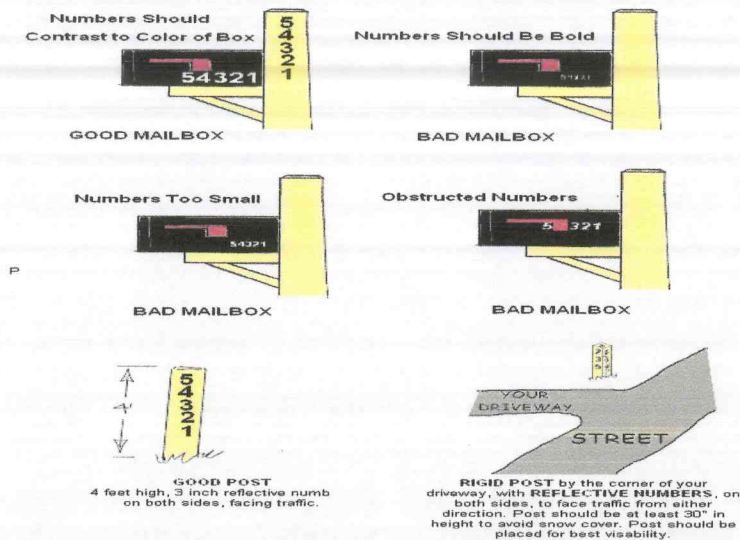 Numbers Should
Contrast to Color of Box
5
4
3
2
1
54321
GOOD MAILBOX
Numbers Should Be Bold
54321
BAD MAILBOX
Numbers Too Small
54321
BAD MAILBOX
Obstructed Numbers
5 321
BAD MAILBOX
P
4'
5
4
3
2
1
GOOD POST
4 feet high, 3 inch reflective numb
on both sides, facing traffic.
YOUR
DRIVEWAY
STREET
RIGID POST by the corner of your
driveway, with REFLECTIVE NUMBERS, on
both sides, to face traffic from either
direction. Post should be at least 30" in
height to avoid snow cover. Post should be
placed for best visability.